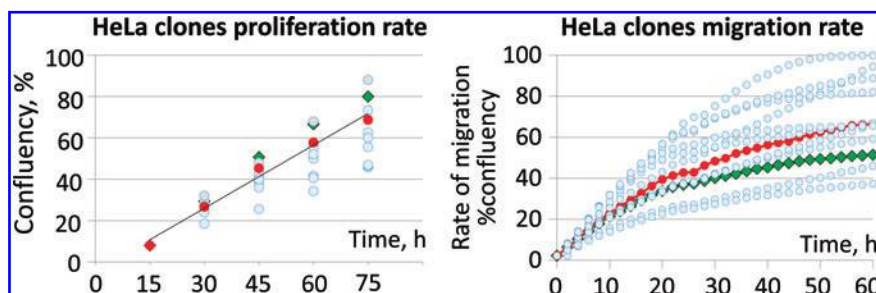 HeLa clones proliferation rate
Confluency, %
100
80
60
40
20
0
Time, h
0 15 30 45 60 75
HeLa clones migration rate
Rate of migration
%confluency
100
80
60
40
20
0
Time, h
0 10 20 30 40 50 60